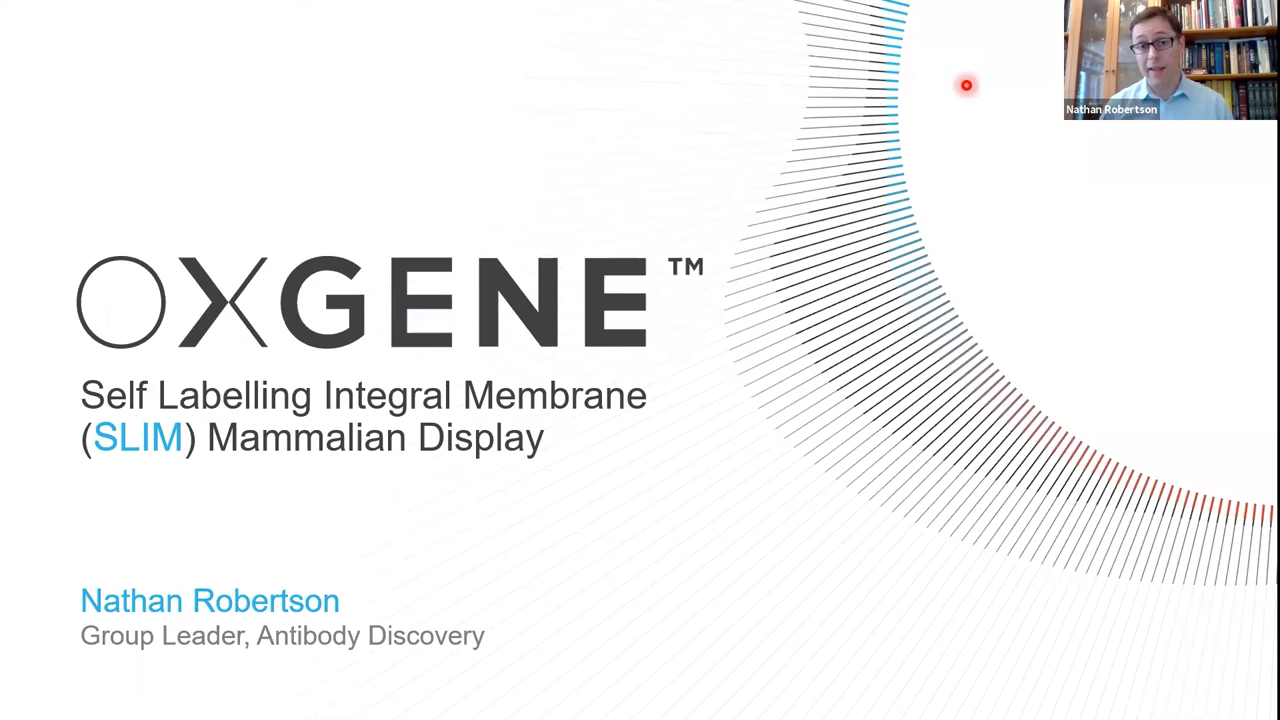 Nathan Robertson
OXGENE™
Self Labelling Integral Membrane
(SLIM) Mammalian Display
Nathan Robertson
Group Leader, Antibody Discovery